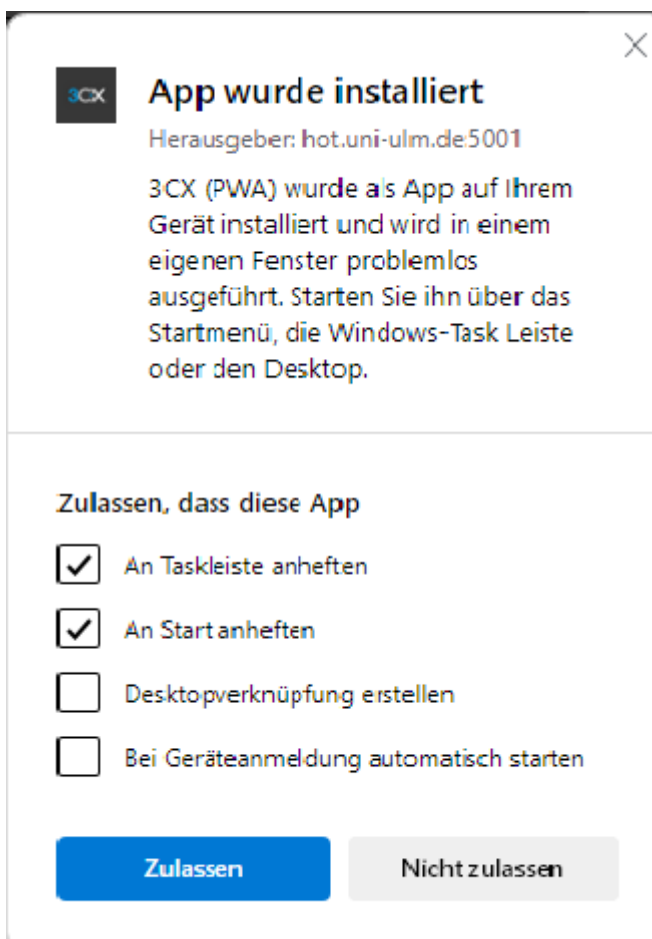 3CX
App wurde installiert
Herausgeber: hot.uni-ulm.de:5001
3CX (PWA) wurde als App auf Ihrem
Gerät installiert und wird in einem
eigenen Fenster problemlos
ausgeführt. Starten Sie ihn über das
Startmenü, die Windows-Task Leiste
oder den Desktop.
Zulassen, dass diese App
An Taskleiste anheften
An Start anheften
Desktopverknüpfung erstellen
Bei Geräteanmeldung automatisch starten
Zulassen
Nicht zulassen